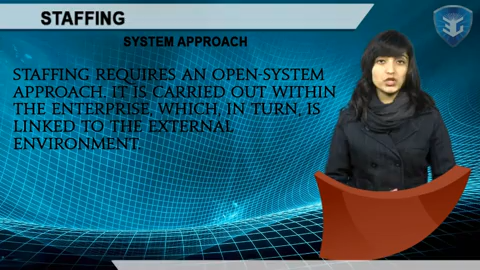 STAFFING
SYSTEM APPROACH
STAFFING REQUIRES AN OPEN-SYSTEM
APPROACH. IT IS CARRIED OUT WITHIN
THE ENTERPRISE, WHICH, IN TURN, IS
LINKED TO THE EXTERNAL
ENVIRONMENT.